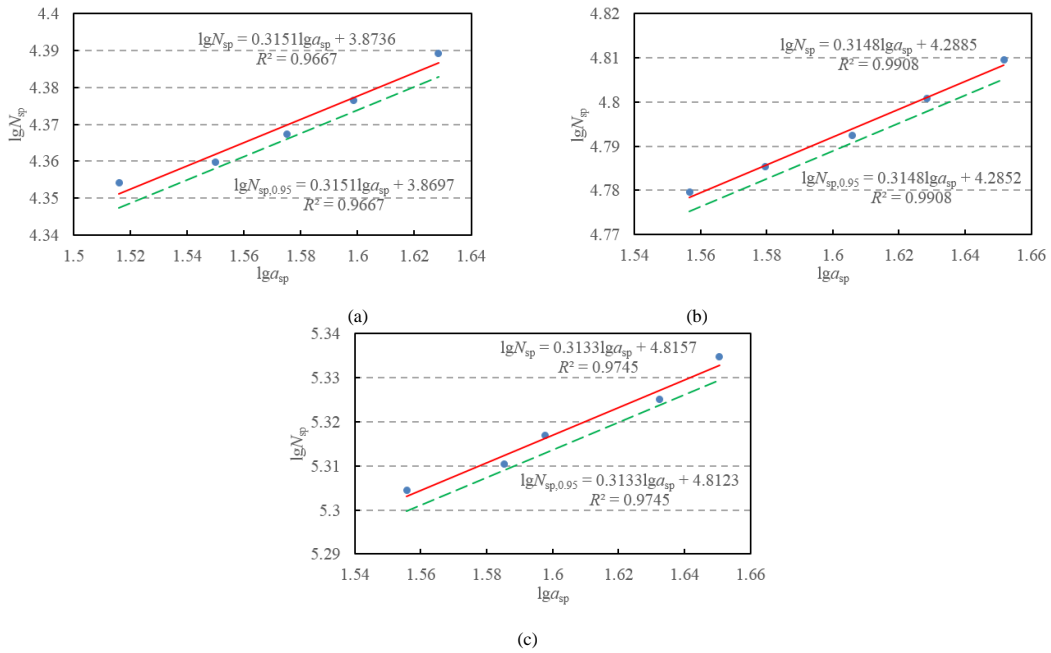 4.4
4.39
4.38
4.37
4.36
4.35
4.34
lgNsp
lgNsp = 0.3151lgasp + 3.8736
R² = 0.9667
lgNsp,0.95 = 0.3151lgasp + 3.8697
R² = 0.9667
1.5 1.52 1.54 1.56 1.58 1.6 1.62 1.64
lgasp
(a)
4.82
4.81
4.8
4.79
4.78
4.77
lgNsp
lgNsp = 0.3148lgasp + 4.2885
R² = 0.9908
lgNsp,0.95 = 0.3148lgasp + 4.2852
R² = 0.9908
1.54 1.56 1.58 1.6 1.62 1.64 1.66
lgasp
(b)
5.34
5.33
5.32
5.31
5.3
5.29
lgNsp
lgNsp = 0.3133lgasp + 4.8157
R² = 0.9745
lgNsp,0.95 = 0.3133lgasp + 4.8123
R² = 0.9745
1.54 1.56 1.58 1.6 1.62 1.64 1.66
lgasp
(c)